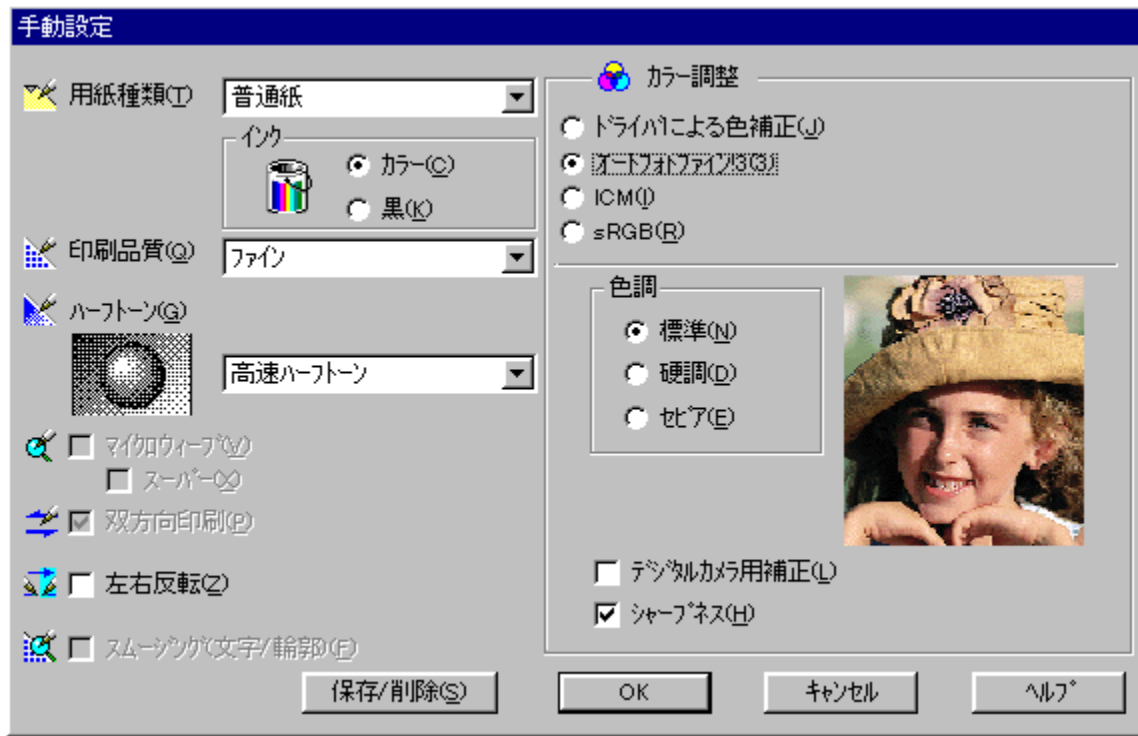 手動設定
用紙種類(T)
普通紙
インク
カラー(C)
黒(K)
印刷品質(Q)
ファイン
ハーフトーン(G)
高速ハーフトーン
マイクロウィーブ(W)
スーパー(X)
双方向印刷(P)
左右反転(Z)
スムージング(文字/輪郭)(F)
保存/削除(S)
カラー調整
ドライバによる色補正(J)
オートフォトファイン!3(3)
ICM(I)
sRGB(R)
色調
標準(N)
硬調(D)
セピア(E)
デジタルカメラ用補正(L)
シャープネス(H)
OK
キャンセル
ヘルプ